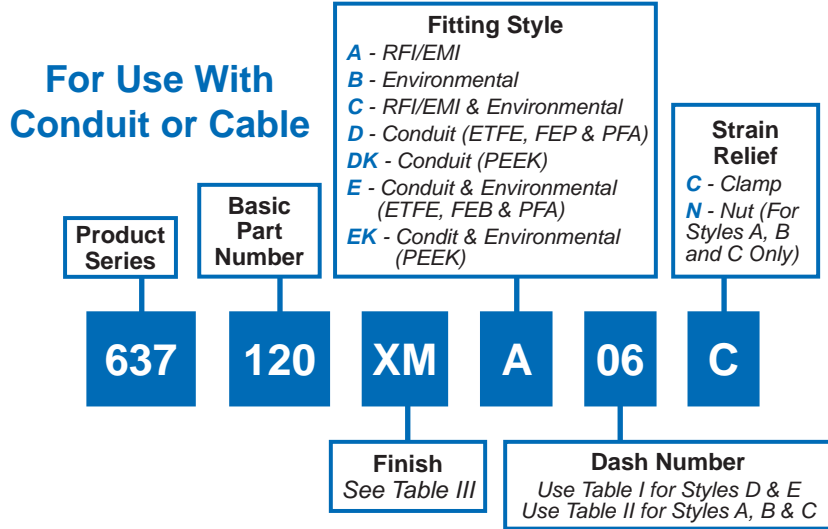 For Use With
Conduit or Cable
Fitting Style
A - RFI/EMI
B - Environmental
C - RFI/EMI & Environmental
D - Conduit (ETFE, FEP & PFA)
DK - Conduit (PEEK)
E - Conduit & Environmental
(ETFE, FEB & PFA)
EK - Condit & Environmental
(PEEK)
Strain
Relief
C - Clamp
N - Nut (For
Styles A, B
and C Only)
Product
Series
Basic
Part
Number
637
120
XM
A
06
C
Finish
See Table III
Dash Number
Use Table I for Styles D & E
Use Table II for Styles A, B & C